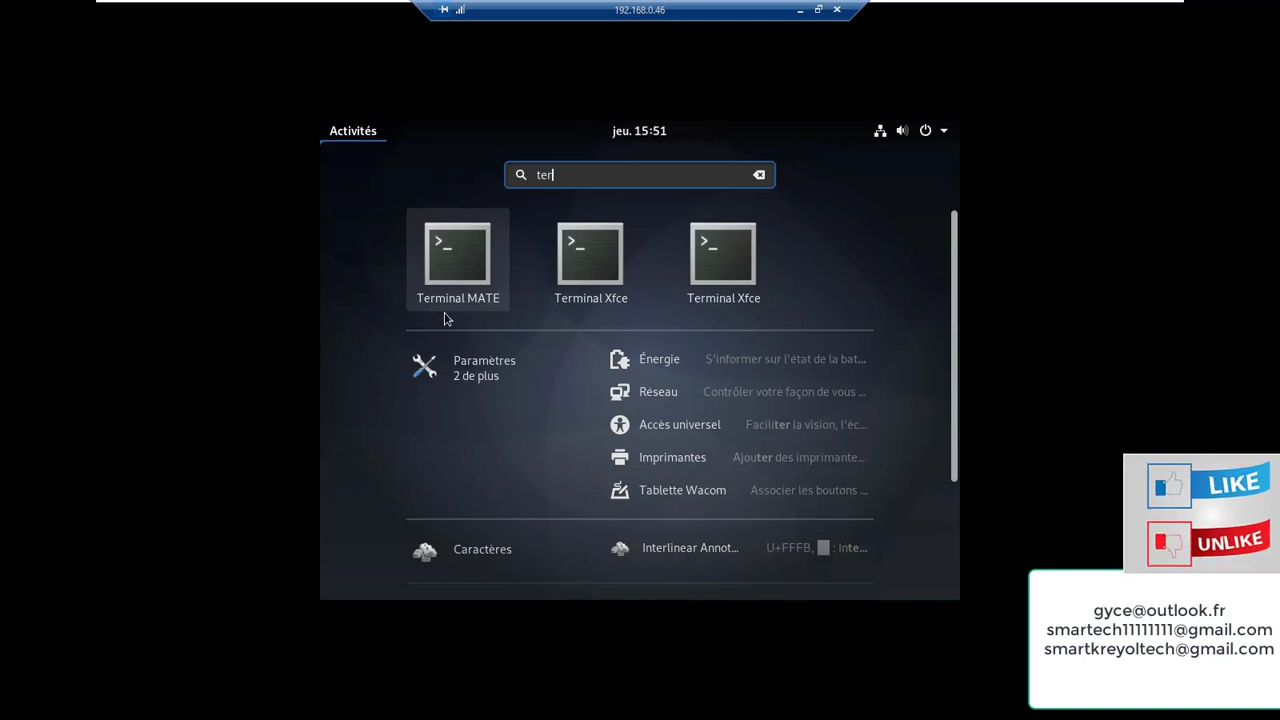 192.168.0.46
Activités
jeu. 15:51
ter
>_
>_
>_
Terminal MATE
Terminal Xfce
Terminal Xfce
Paramètres
2 de plus
Énergie S'informer sur l'état de la bat...
Réseau Contrôler votre façon de vous ...
Accès universel Faciliter la vision, l'éc...
Imprimantes Ajouter des imprimante...
Tablette Wacom Associer les boutons ...
Caractères
Interlinear Annot... U+FFFB, : Inte...
LIKE
UNLIKE
gyce@outlook.fr
smartech11111111@gmail.com
smartkreyoltech@gmail.com